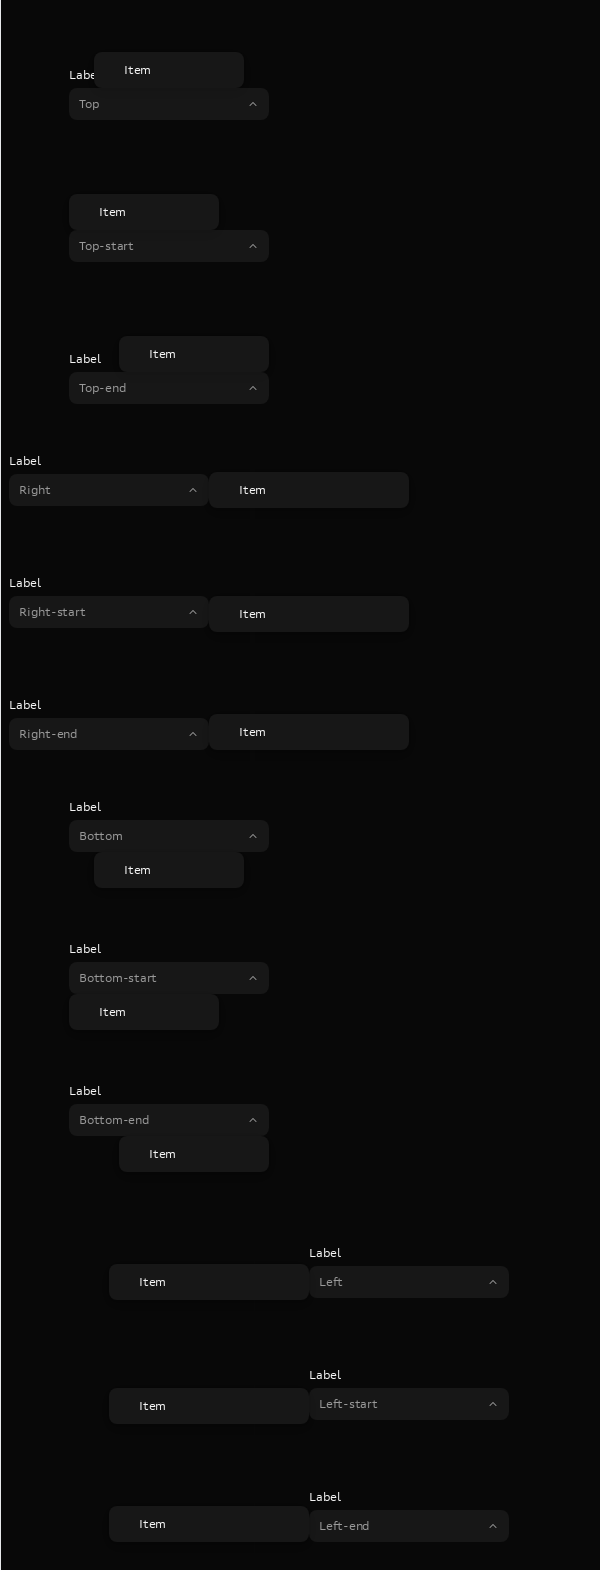 Labe
Item
Top
Item
Top-start
Label
Item
Top-end
Label
Right
Item
Label
Right-start
Item
Label
Right-end
Item
Label
Bottom
Item
Label
Bottom-start
Item
Label
Bottom-end
Item
Label
Item
Left
Label
Item
Left-start
Label
Item
Left-end